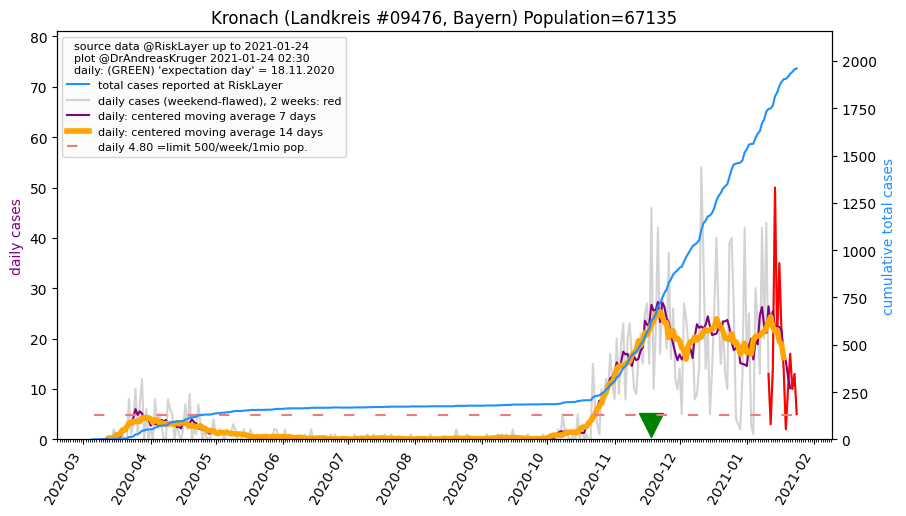 Kronach (Landkreis #09476, Bayern) Population=67135
source data @RiskLayer up to 2021-01-24
plot @DrAndreasKruger 2021-01-24 02:30
daily: (GREEN) 'expectation day' = 18.11.2020
total cases reported at RiskLayer
daily cases (weekend-flawed), 2 weeks: red
daily: centered moving average 7 days
daily: centered moving average 14 days
daily 4.80 =limit 500/week/1mio pop.
daily cases
80
70
60
50
40
30
20
10
0
cumulative total cases
2000
1750
1500
1250
1000
750
500
250
0
2020-03
2020-04
2020-05
2020-06
2020-07
2020-08
2020-09
2020-10
2020-11
2020-12
2021-01
2021-02